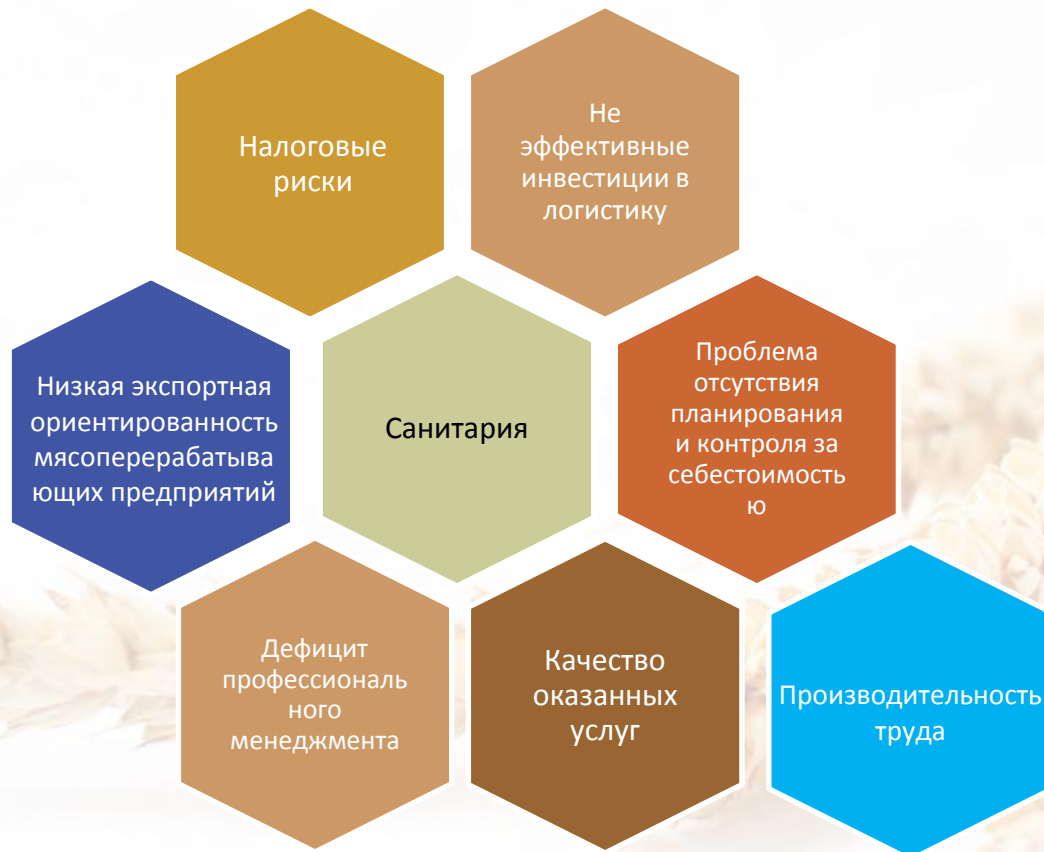 Налоговые
риски
Не
эффективные
инвестиции в
логистику
Низкая экспортная
ориентированность
мясоперерабатыва
ющих предприятий
Санитария
Проблема
отсутствия
планирования
и контроля за
себестоимость
ю
Дефицит
профессиональ
ного
менеджмента
Качество
оказанных
услуг
Производительность
труда